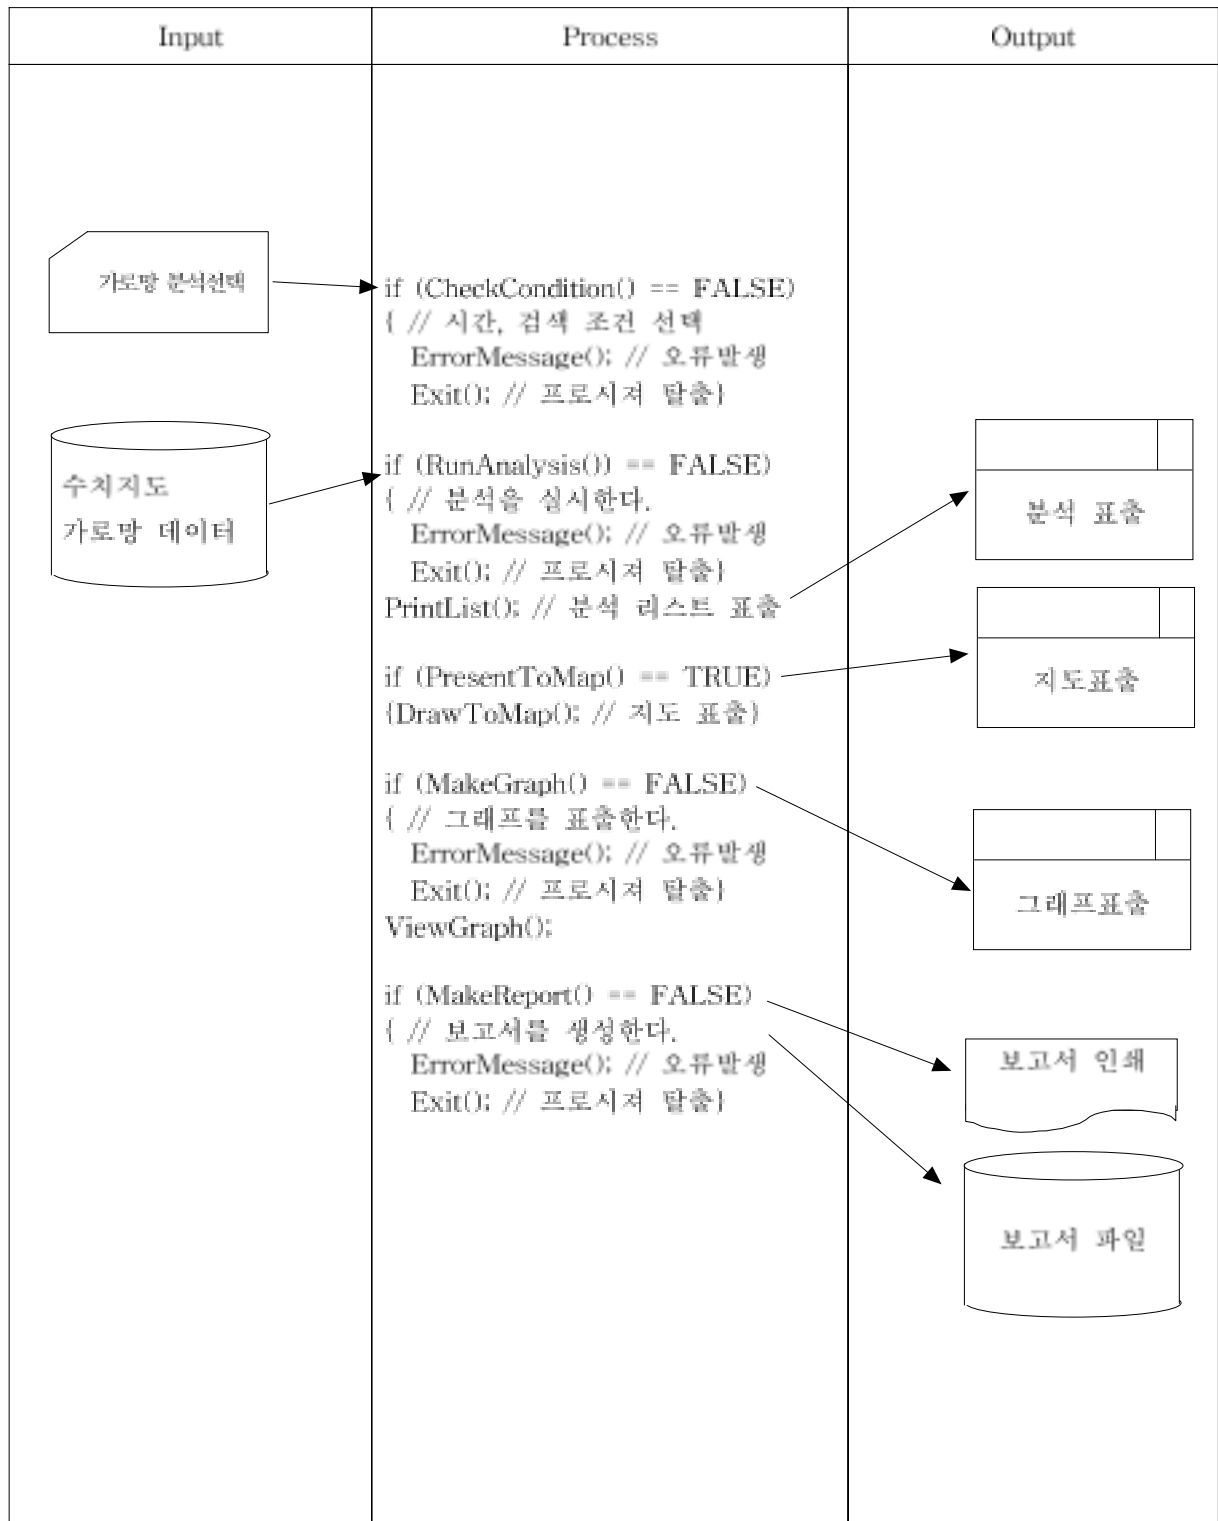 Input
Process
Output
가로망 분석선택
수치지도
가로망 데이터
if (CheckCondition() == FALSE)
{ // 시간, 검색 조건 선택
ErrorMessage(); // 오류발생
Exit(); // 프로시져 탈출}
if (RunAnalysis()) == FALSE)
{ // 분석을 실시한다.
ErrorMessage(); // 오류발생
Exit(); // 프로시져 탈출}
PrintList(); // 분석 리스트 표출
if (PresentToMap() == TRUE)
{DrawToMap(); // 지도 표출}
if (MakeGraph() == FALSE)
{ // 그래프를 표출한다.
ErrorMessage(); // 오류발생
Exit(); // 프로시져 탈출}
ViewGraph();
if (MakeReport() == FALSE)
{ // 보고서를 생성한다.
ErrorMessage(); // 오류발생
Exit(); // 프로시져 탈출}
분석 표출
지도표출
그래프표출
보고서 인쇄
보고서 파일